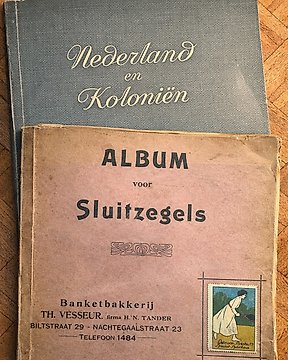 Nederland
en
Koloniën
ALBUM
voor
Sluitzegels
Banketbakkerij
TH. VESSEUR. firma H. N. TANDER
BILTSTRAAT 29 - NACHTEGAALSTRAAT 23
TELEFOON 1484